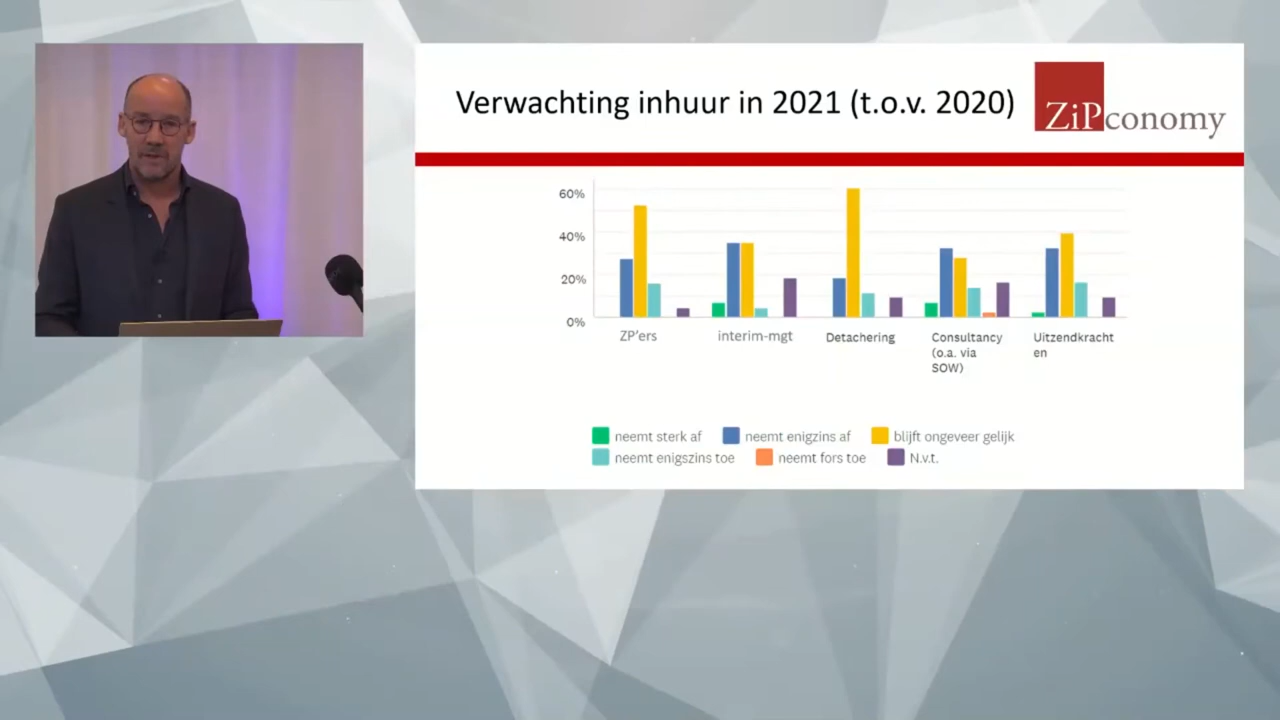 Verwachting inhuur in 2021 (t.o.v. 2020)
ZiPconomy
60%
40%
20%
0%
ZP'ers
interim-mgt
Detachering
Consultancy
(o.a. via
SOW)
Uitzendkracht
en
neemt sterk af
neemt enigzins af
blijft ongeveer gelijk
neemt enigszins toe
neemt fors toe
N.v.t.